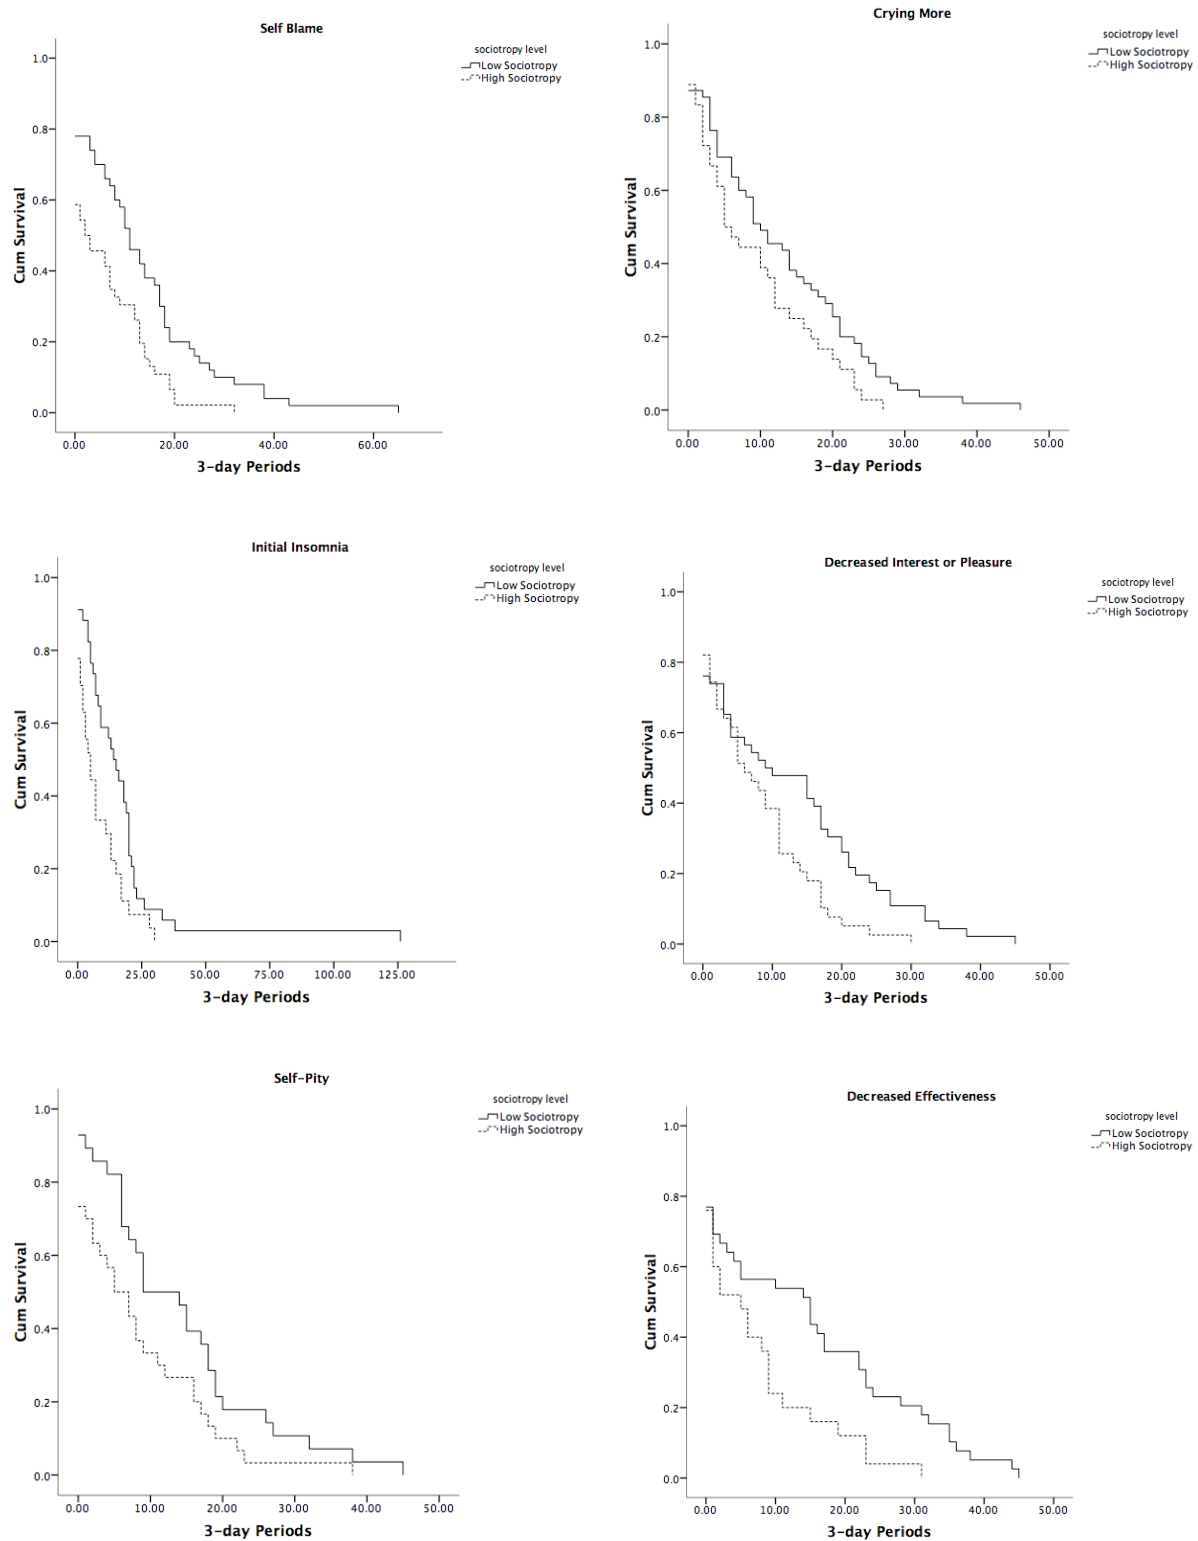 Self Blame
sociotropy level
Low Sociotropy
High Sociotropy
Cum Survival
1.0
0.8
0.6
0.4
0.2
0.0
0.00 20.00 40.00 60.00
3-day Periods
Crying More
sociotropy level
Low Sociotropy
High Sociotropy
Cum Survival
1.0
0.8
0.6
0.4
0.2
0.0
0.00 10.00 20.00 30.00 40.00 50.00
3-day Periods
Initial Insomnia
sociotropy level
Low Sociotropy
High Sociotropy
Cum Survival
1.0
0.8
0.6
0.4
0.2
0.0
0.00 25.00 50.00 75.00 100.00 125.00
3-day Periods
Decreased Interest or Pleasure
sociotropy level
Low Sociotropy
High Sociotropy
Cum Survival
1.0
0.8
0.6
0.4
0.2
0.0
0.00 10.00 20.00 30.00 40.00 50.00
3-day Periods
Self-Pity
sociotropy level
Low Sociotropy
High Sociotropy
Cum Survival
1.0
0.8
0.6
0.4
0.2
0.0
0.00 10.00 20.00 30.00 40.00 50.00
3-day Periods
Decreased Effectiveness
sociotropy level
Low Sociotropy
High Sociotropy
Cum Survival
1.0
0.8
0.6
0.4
0.2
0.0
0.00 10.00 20.00 30.00 40.00 50.00
3-day Periods